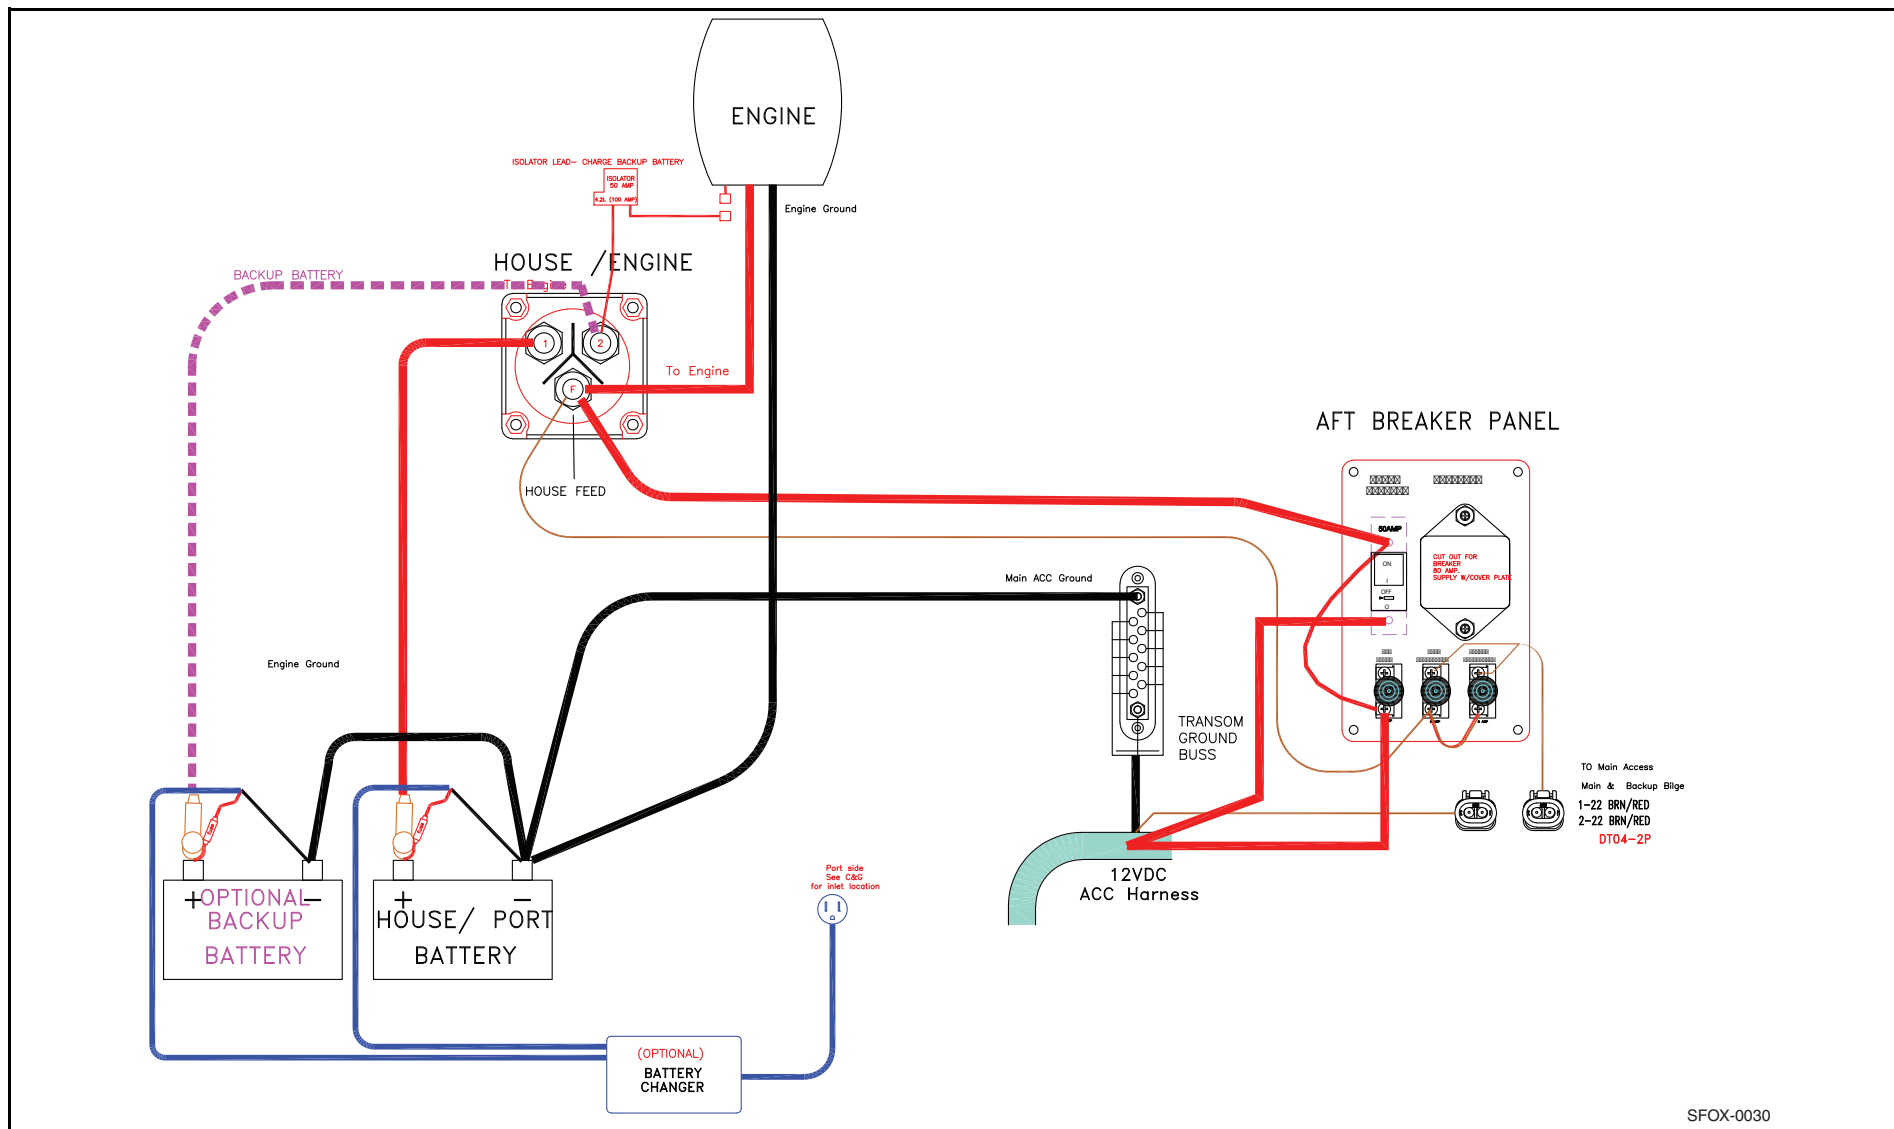 ENGINE
ISOLATOR LEAD- CHARGE BACKUP BATTERY
ISOLATOR
50 AMP
4.2L (100 AMP)
Engine Ground
HOUSE /ENGINE
To Engine
BACKUP BATTERY
1
2
F
To Engine
HOUSE FEED
AFT BREAKER PANEL
50AMP
ON
I
OFF
O
CUT OUT FOR
BREAKER
80 AMP.
SUPPLY W/COVER PLATE
Main ACC Ground
Engine Ground
TRANSOM
GROUND
BUSS
TO Main Access
Main & Backup Bilge
1-22 BRN/RED
2-22 BRN/RED
DT04-2P
12VDC
ACC Harness
Port side
See C&G
for inlet location
+ −
OPTIONAL
BACKUP
BATTERY
+ −
HOUSE/ PORT
BATTERY
(OPTIONAL)
BATTERY
CHANGER
SFOX-0030